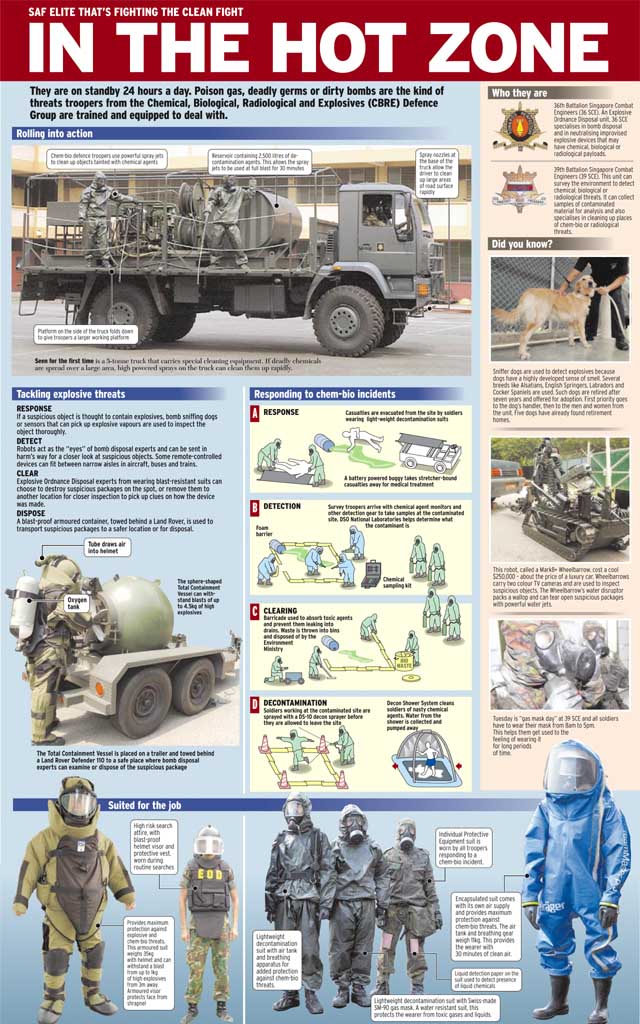 SAF ELITE THAT'S FIGHTING THE CLEAN FIGHT
IN THE HOT ZONE
They are on standby 24 hours a day. Poison gas, deadly germs or dirty bombs are the kind of
threats troopers from the Chemical, Biological, Radiological and Explosives (CBRE) Defence
Group are trained and equipped to deal with.
Rolling into action
Chem-bio defence troopers use powerful spray jets
to clean up objects tainted with chemical agents
Reservoir containing 2,500 litres of de-
contamination agents. This allows the spray
jets to be used at full blast for 30 minutes
Spray nozzles at
the base of the
truck allow the
driver to clean
up large areas
of road surface
rapidly
Platform on the side of the truck folds down
to give troopers a larger working platform
Seen for the first time is a 5-tonne truck that carries special cleaning equipment. If deadly chemicals
are spread over a large area, high powered sprays on the truck can clean them up rapidly.
Who they are
36th Battalion Singapore Combat
Engineers (36 SCE). An Explosive
Ordnance Disposal unit, 36 SCE
specialises in bomb disposal
and in neutralising improvised
explosive devices that
may have chemical, biological or
radiological payloads.
39th Battalion Singapore Combat
Engineers (39 SCE). This unit can
survey the environment to detect
chemical, biological or
radiological threats. It can collect
samples of contaminated
material for analysis and also
specialises in cleaning up places
of chem-bio or radiological
threats.
Did you know?
Sniffer dogs are used to detect explosives because
dogs have a highly developed sense of smell. Several
breeds like Alsatians, English Springers, Labradors and
Cocker Spaniels are used. Such dogs are retired after
seven years and offered for adoption. First priority goes
to the dog's handler, then to the men and women from
the unit. Five dogs have already found retirement
homes.
This robot, called a Mark8+ Wheelbarrow, cost a cool
$250,000 - about the price of a luxury car. Wheelbarrows
carry two colour TV cameras and are used to inspect
suspicious objects. The Wheelbarrow's water disruptor
packs a wallop and can tear open suspicious packages
with powerful water jets.
Tuesday is "gas mask day" at 39 SCE and all soldiers
have to wear their mask from 8am to 5pm.
This helps them get used to the
feeling of wearing it
for long periods
of time.
Tackling explosive threats
RESPONSE
If a suspicious object is thought to contain explosives, bomb sniffing dogs
or sensors that can pick up explosive vapours are used to inspect the
object thoroughly.
DETECT
Robots act as the "eyes" of bomb disposal experts and can be sent in
harm's way for a closer look at suspicious objects. Some remote-controlled
devices can fit between narrow aisles in aircraft, buses and trains.
CLEAR
Explosive Ordnance Disposal experts from wearing blast-resistant suits can
choose to destroy suspicious packages on the spot, or remove them to
another location for closer inspection to pick up clues on how the device
was made.
DISPOSE
A blast-proof armoured container, towed behind a Land Rover, is used to
transport suspicious packages to a safer location or for disposal.
Tube draws air
into helmet
Oxygen
tank
The sphere-shaped
Total Containment
Vessel can with-
stand blasts of up
to 4.5kg of high
explosives
The Total Containment Vessel is placed on a trailer and towed behind
a Land Rover Defender 110 to a safe place where bomb disposal
experts can examine or dispose of the suspicious package
Responding to chem-bio incidents
A RESPONSE
Casualties are evacuated from the site by soldiers
wearing light-weight decontamination suits
A battery powered buggy takes stretcher-bound
casualties away for medical treatment
B DETECTION
Survey troopers arrive with chemical agent monitors and
other detection gear to take samples at the contaminated
site. DSO National Laboratories helps determine what
the contaminant is
Foam
barrier
Chemical
sampling kit
C CLEARING
Barricade used to absorb toxic agents
and prevent them leaking into
drains. Waste is thrown into bins
and disposed of by the
Environment
Ministry
BIO
WASTE
D DECONTAMINATION
Soldiers working at the contaminated site are
sprayed with a DS-10 decon sprayer before
they are allowed to leave the site
Decon Shower System cleans
soldiers of nasty chemical
agents. Water from the
shower is collected and
pumped away
Suited for the job
High risk search
attire, with
blast-proof
helmet visor and
protective vest,
worn during
routine searches
EOD
Provides maximum
protection against
explosive and
chem-bio threats.
This armoured suit
weighs 35kg
with helmet and can
withstand a blast
from up to 1kg
of high explosives
from 3m away.
Armoured visor
protects face from
shrapnel
Lightweight
decontamination
suit with air tank
and breathing
apparatus for
added protection
against chem-bio
threats.
Individual Protective
Equipment suit is
worn by all troopers
responding to a
chem-bio incident.
Encapsulated suit comes
with its own air supply
and provides maximum
protection against
chem-bio threats. The air
tank and breathing gear
weigh 11kg. This provides
the wearer with
30 minutes of clean air.
Liquid detection paper on the
suit used to detect presence
of liquid chemicals
Lightweight decontamination suit with Swiss-made
SM-90 gas mask. A water resistant suit, this
protects the wearer from toxic gases and liquids.
Dräger